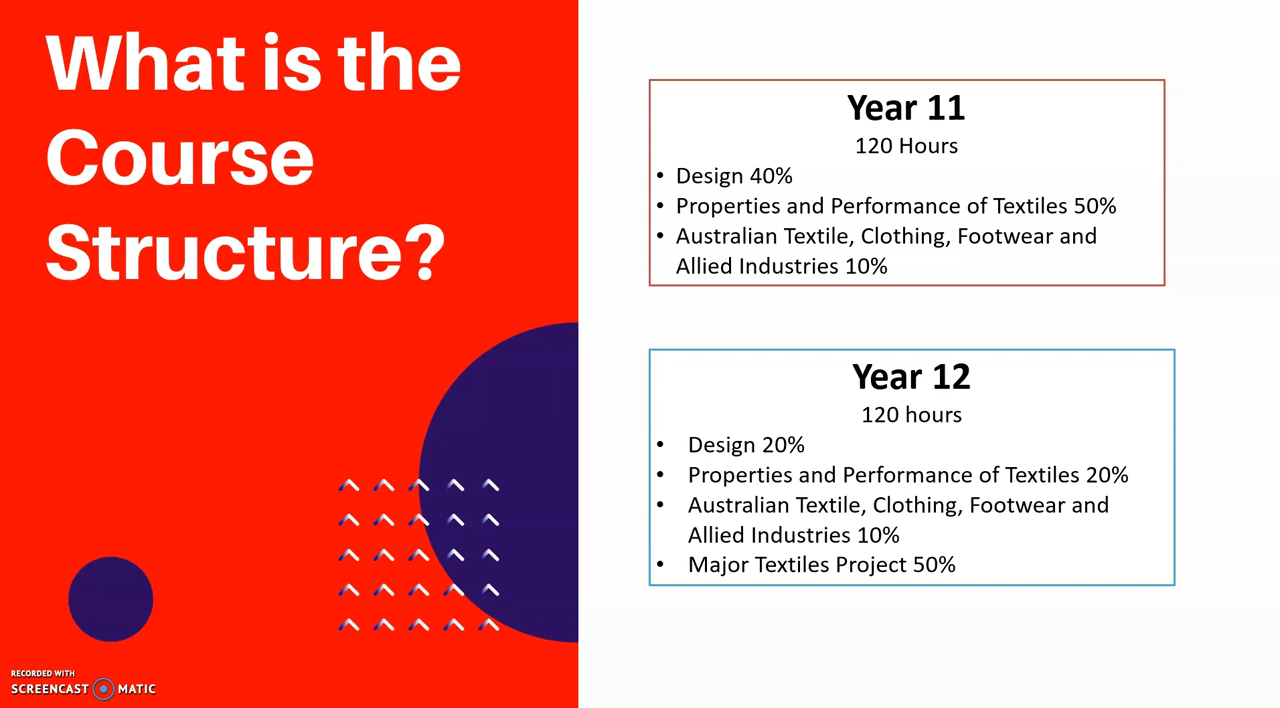 What is the
Course
Structure?
Year 11
120 Hours
• Design 40%
• Properties and Performance of Textiles 50%
• Australian Textile, Clothing, Footwear and
Allied Industries 10%
Year 12
120 hours
• Design 20%
• Properties and Performance of Textiles 20%
• Australian Textile, Clothing, Footwear and
Allied Industries 10%
• Major Textiles Project 50%
RECORDED WITH
SCREENCAST MATIC